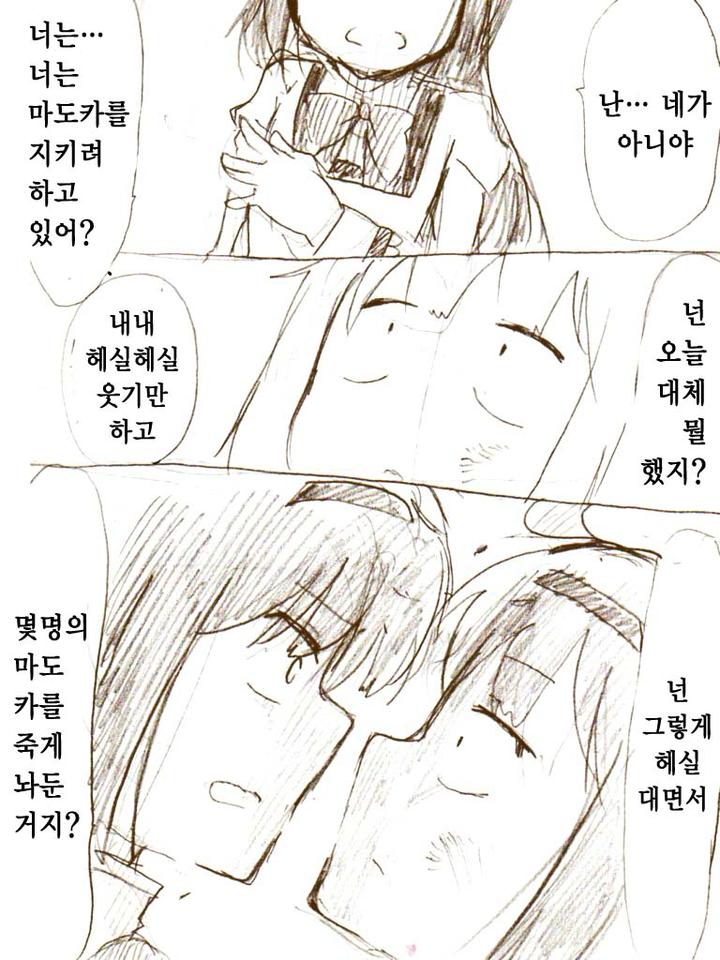 난… 네가
아니야
너는…
너는
마도카를
지키려
하고
있어?
넌
오늘
대체
뭘
했지?
내내
헤실헤실
웃기만
하고
넌
그렇게
헤실
대면서
몇명의
마도
카를
죽게
놔둔
거지?